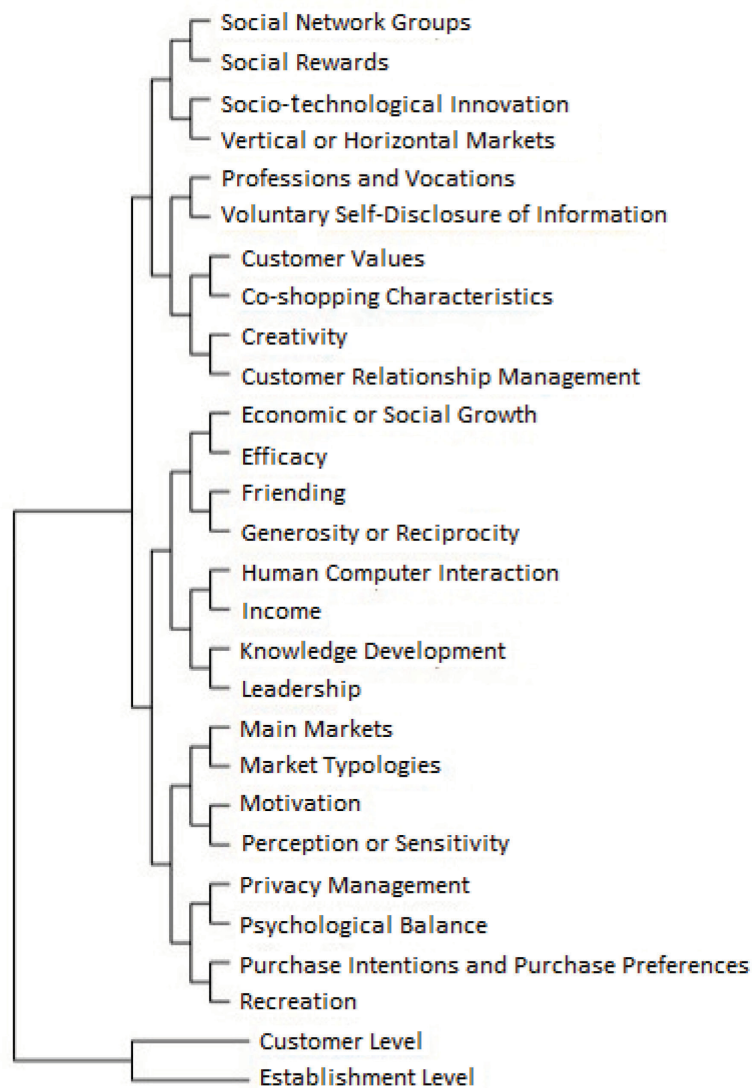 Social Network Groups
Social Rewards
Socio-technological Innovation
Vertical or Horizontal Markets
Professions and Vocations
Voluntary Self-Disclosure of Information
Customer Values
Co-shopping Characteristics
Creativity
Customer Relationship Management
Economic or Social Growth
Efficacy
Friending
Generosity or Reciprocity
Human Computer Interaction
Income
Knowledge Development
Leadership
Main Markets
Market Typologies
Motivation
Perception or Sensitivity
Privacy Management
Psychological Balance
Purchase Intentions and Purchase Preferences
Recreation
Customer Level
Establishment Level